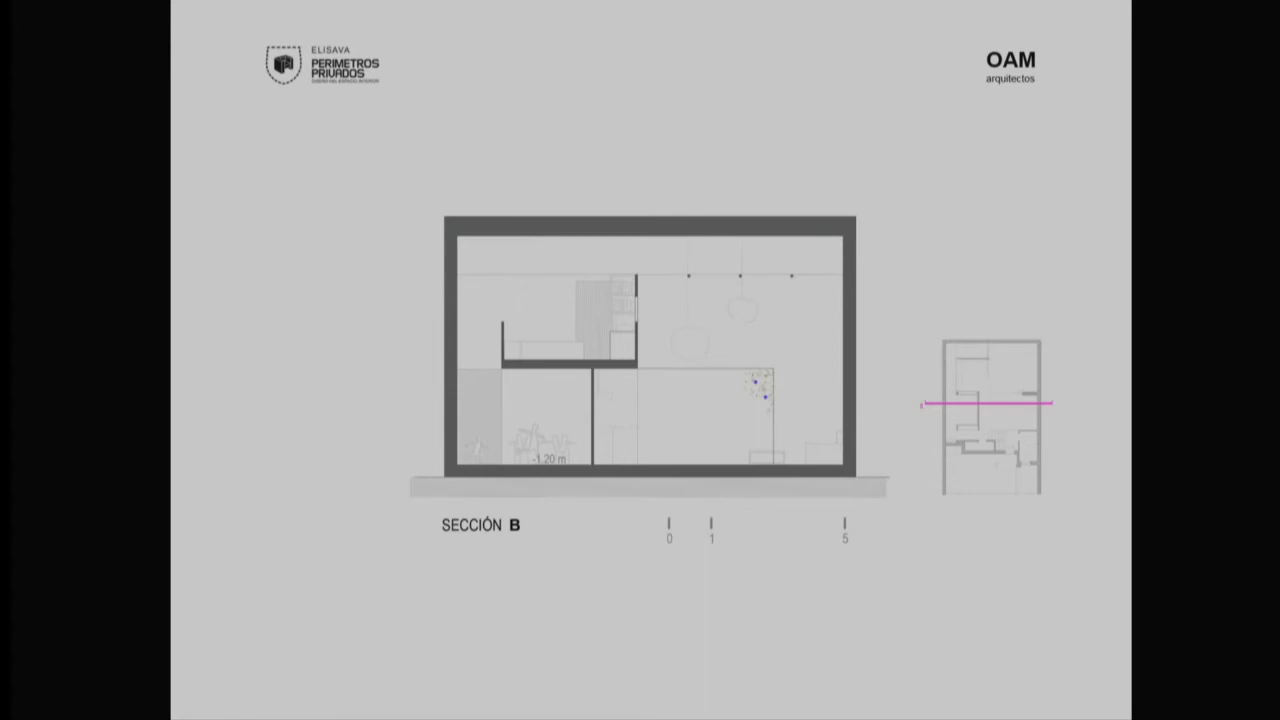 ELISAVA
PERIMETROS
PRIVADOS
OAM
arquitectos
-1.20 m
SECCIÓN B
0
1
5